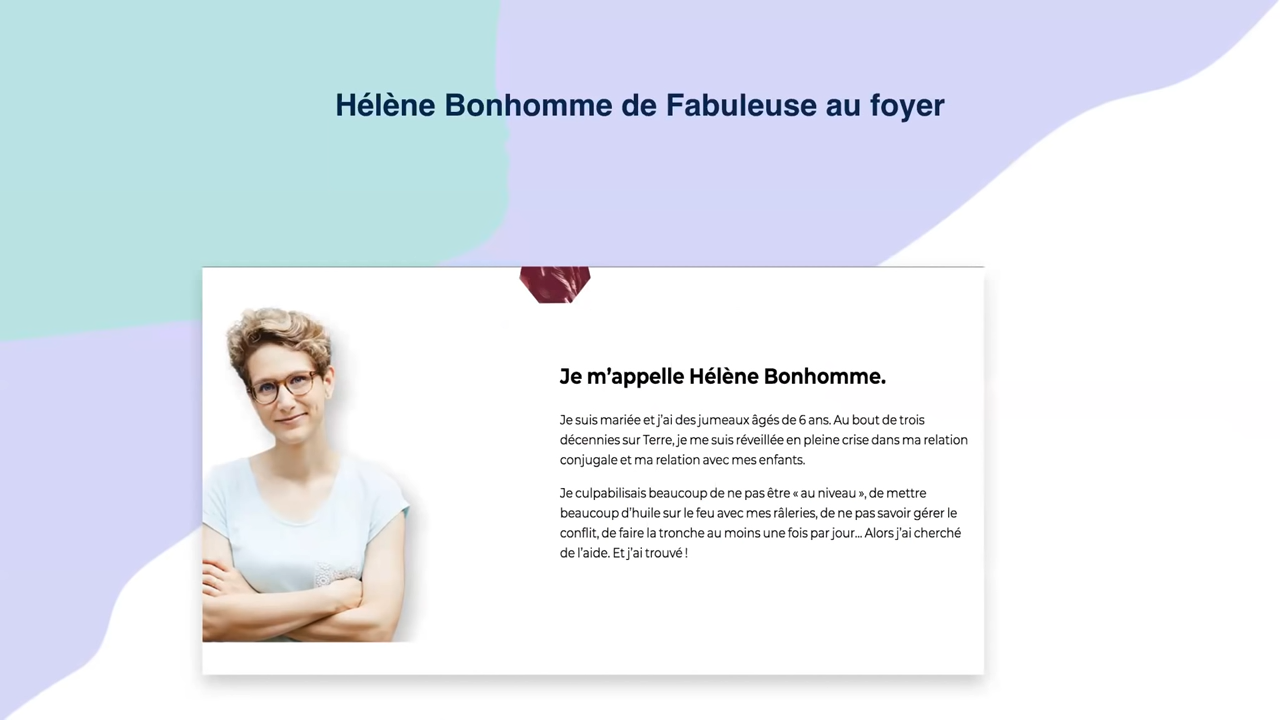 Hélène Bonhomme de Fabuleuse au foyer
Je m’appelle Hélène Bonhomme.
Je suis mariée et j’ai des jumeaux âgés de 6 ans. Au bout de trois
décennies sur Terre, je me suis réveillée en pleine crise dans ma relation
conjugale et ma relation avec mes enfants.
Je culpabilisais beaucoup de ne pas être « au niveau », de mettre
beaucoup d’huile sur le feu avec mes râleries, de ne pas savoir gérer le
conflit, de faire la tronche au moins une fois par jour… Alors j’ai cherché
de l’aide. Et j’ai trouvé !